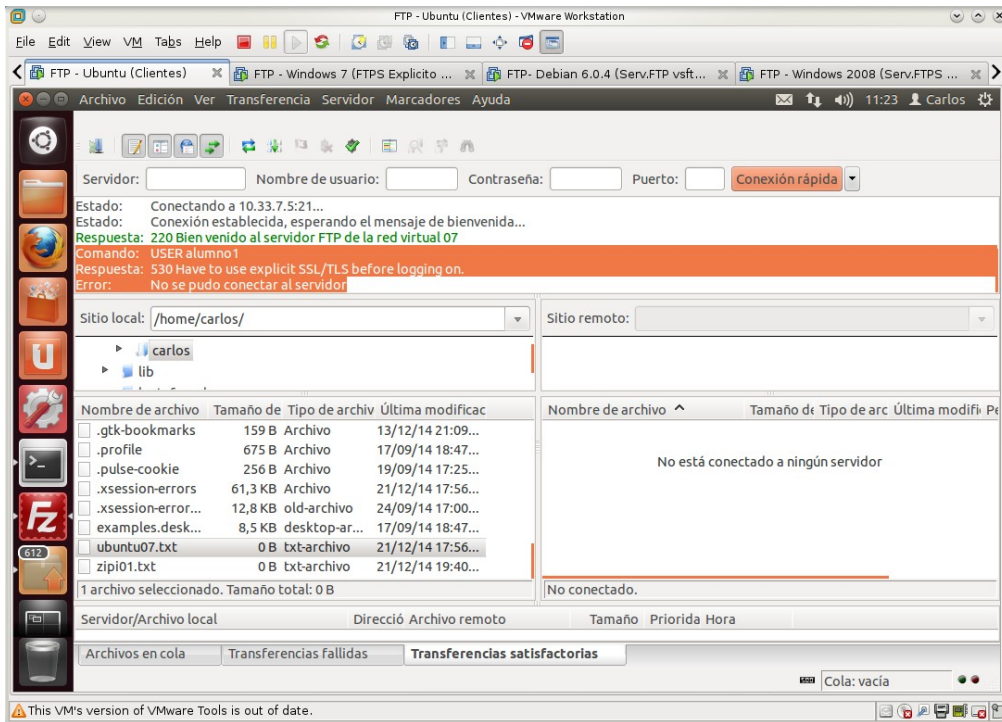 FTP - Ubuntu (Clientes) - VMware Workstation
File Edit View VM Tabs Help
FTP - Ubuntu (Clientes) FTP - Windows 7 (FTPS Explicito ... FTP- Debian 6.0.4 (Serv.FTP vsft... FTP - Windows 2008 (Serv.FTPS ...
Archivo Edición Ver Transferencia Servidor Marcadores Ayuda 11:23 Carlos
Servidor: Nombre de usuario: Contraseña: Puerto: Conexión rápida
Estado: Conectando a 10.33.7.5:21...
Estado: Conexión establecida, esperando el mensaje de bienvenida...
Respuesta: 220 Bien venido al servidor FTP de la red virtual 07
Comando: USER alumno1
Respuesta: 530 Have to use explicit SSL/TLS before logging on.
Error: No se pudo conectar al servidor
Sitio local: /home/carlos/ Sitio remoto:
carlos
lib
Nombre de archivo Tamaño de Tipo de archiv Última modificac
.gtk-bookmarks 159 B Archivo 13/12/14 21:09...
.profile 675 B Archivo 17/09/14 18:47...
.pulse-cookie 256 B Archivo 19/09/14 17:25...
.xsession-errors 61,3 KB Archivo 21/12/14 17:56...
.xsession-error... 12,8 KB old-archivo 24/09/14 17:00...
examples.desk... 8,5 KB desktop-ar... 17/09/14 18:47...
ubuntu07.txt 0 B txt-archivo 21/12/14 17:56...
zipi01.txt 0 B txt-archivo 21/12/14 19:40...
1 archivo seleccionado. Tamaño total: 0 B
Nombre de archivo Tamaño de Tipo de arc Última modifi Pe
No está conectado a ningún servidor
No conectado.
612
Servidor/Archivo local Direcció Archivo remoto Tamaño Priorida Hora
Archivos en cola Transferencias fallidas Transferencias satisfactorias
Cola: vacía
This VM's version of VMware Tools is out of date.